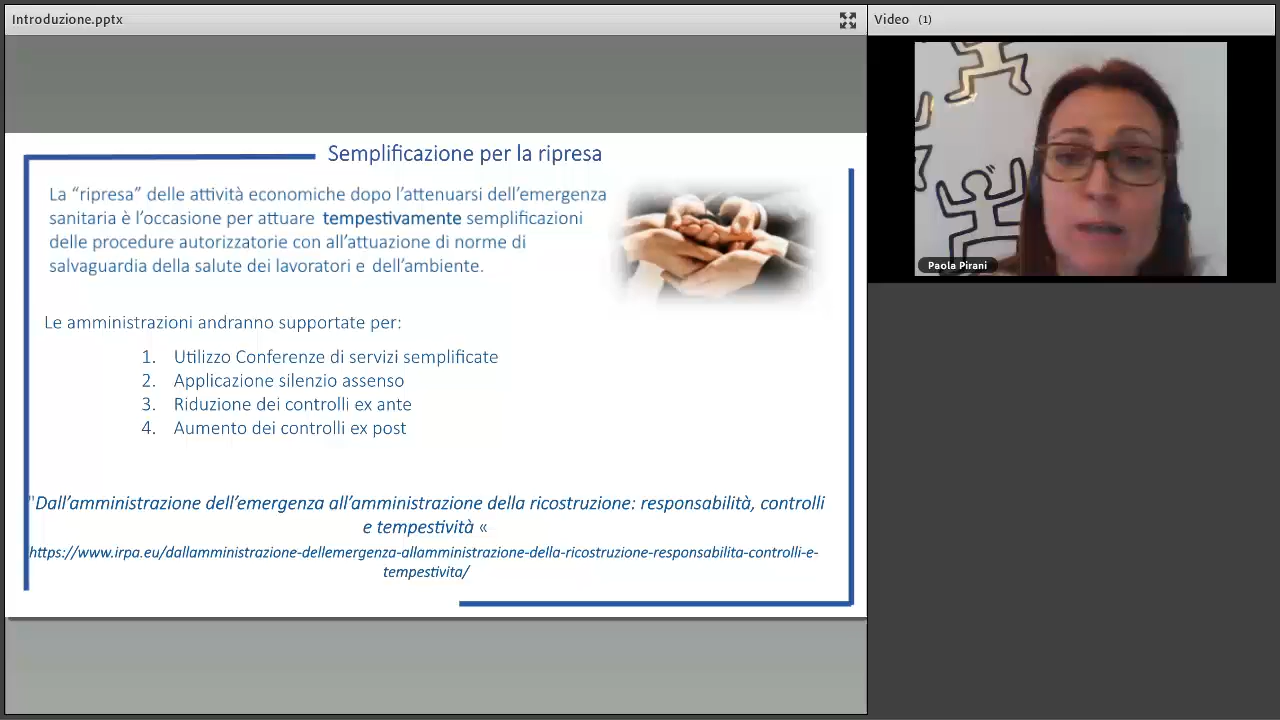 Introduzione.pptx
Video (1)
Semplificazione per la ripresa
La “ripresa” delle attività economiche dopo l’attenuarsi dell’emergenza
sanitaria è l’occasione per attuare tempestivamente semplificazioni
delle procedure autorizzatorie con all’attuazione di norme di
salvaguardia della salute dei lavoratori e dell’ambiente.
Le amministrazioni andranno supportate per:
1. Utilizzo Conferenze di servizi semplificate
2. Applicazione silenzio assenso
3. Riduzione dei controlli ex ante
4. Aumento dei controlli ex post
"Dall’amministrazione dell’emergenza all’amministrazione della ricostruzione: responsabilità, controlli
e tempestività «
https://www.irpa.eu/dallamministrazione-dellemergenza-allamministrazione-della-ricostruzione-responsabilita-controlli-e-
tempestivita/
Paola Pirani